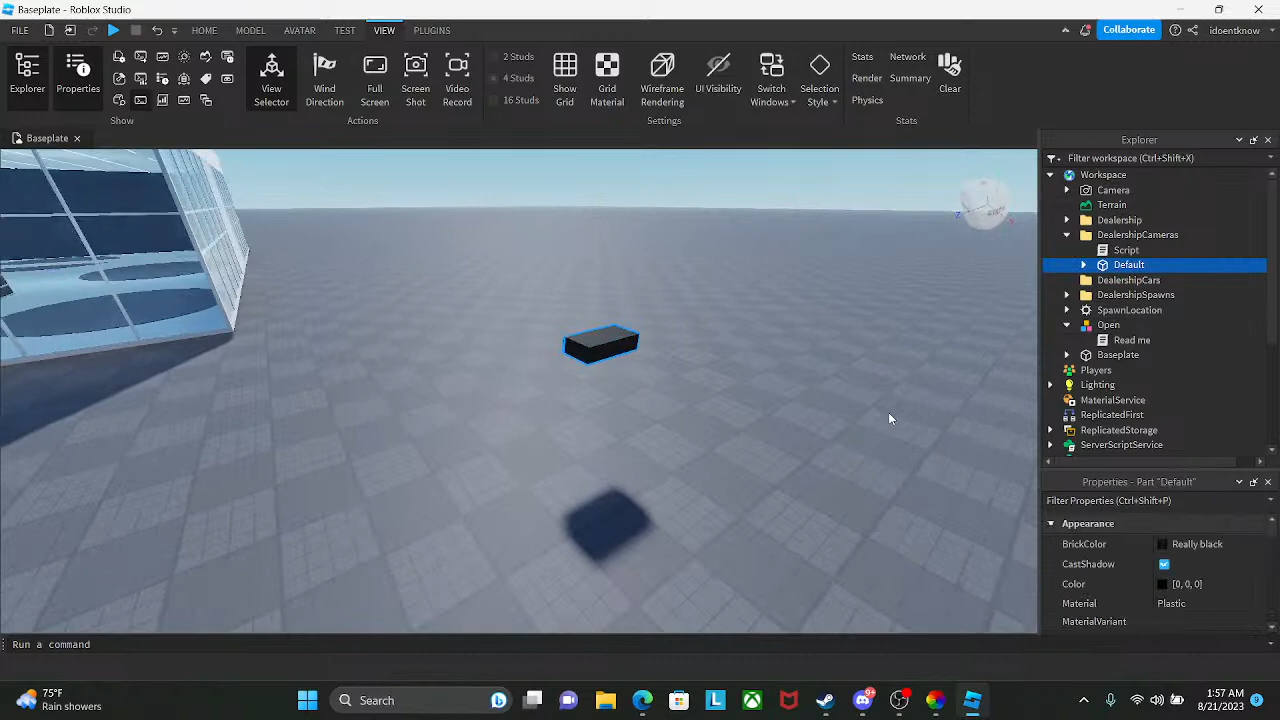 Baseplate - Roblox Studio
FILE HOME MODEL AVATAR TEST VIEW PLUGINS Collaborate idoentknow
Explorer Properties View Selector Wind Direction Full Screen Screen Shot Video Record 2 Studs 4 Studs 16 Studs Show Grid Grid Material Wireframe Rendering UI Visibility Switch Windows Selection Style Stats Network Render Summary Physics Clear
Show Actions Settings Stats
Baseplate
Explorer
Filter workspace (Ctrl+Shift+X)
Workspace
Camera
Terrain
Dealership
DealershipCameras
Script
Default
DealershipCars
DealershipSpawns
SpawnLocation
Open
Read me
Baseplate
Players
Lighting
MaterialService
ReplicatedFirst
ReplicatedStorage
ServerScriptService
Properties - Part "Default"
Filter Properties (Ctrl+Shift+P)
Appearance
BrickColor Really black
CastShadow
Color [0, 0, 0]
Material Plastic
MaterialVariant
Run a command
75°F
Rain showers
Search
9+
1:57 AM
8/21/2023